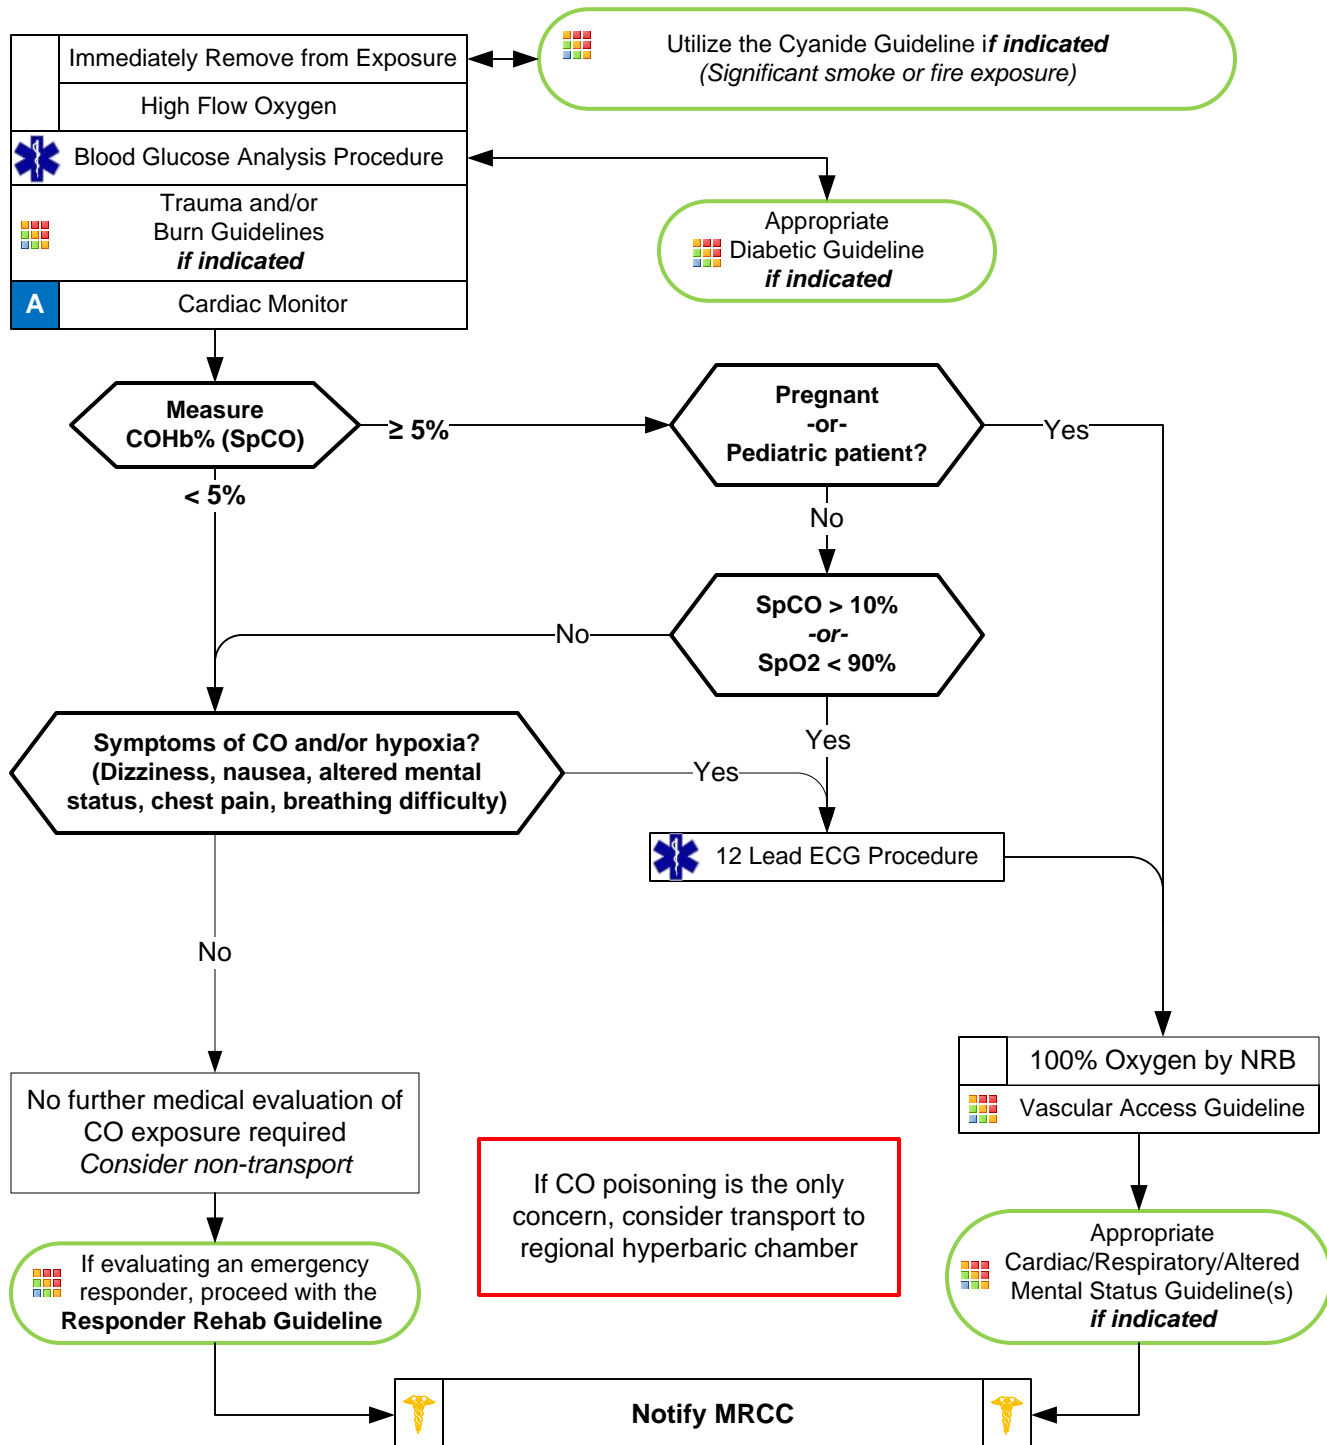 Immediately Remove from Exposure
Utilize the Cyanide Guideline if indicated
(Significant smoke or fire exposure)
High Flow Oxygen
Blood Glucose Analysis Procedure
Trauma and/or
Burn Guidelines
if indicated
Appropriate
Diabetic Guideline
if indicated
A
Cardiac Monitor
Measure
COHb% (SpCO)
≥ 5%
Pregnant
-or-
Pediatric patient?
Yes
< 5%
No
SpCO > 10%
-or-
SpO2 < 90%
No
Yes
Symptoms of CO and/or hypoxia?
(Dizziness, nausea, altered mental
status, chest pain, breathing difficulty)
Yes
12 Lead ECG Procedure
No
100% Oxygen by NRB
Vascular Access Guideline
No further medical evaluation of
CO exposure required
Consider non-transport
If CO poisoning is the only
concern, consider transport to
regional hyperbaric chamber
Appropriate
Cardiac/Respiratory/Altered
Mental Status Guideline(s)
if indicated
If evaluating an emergency
responder, proceed with the
Responder Rehab Guideline
Notify MRCC